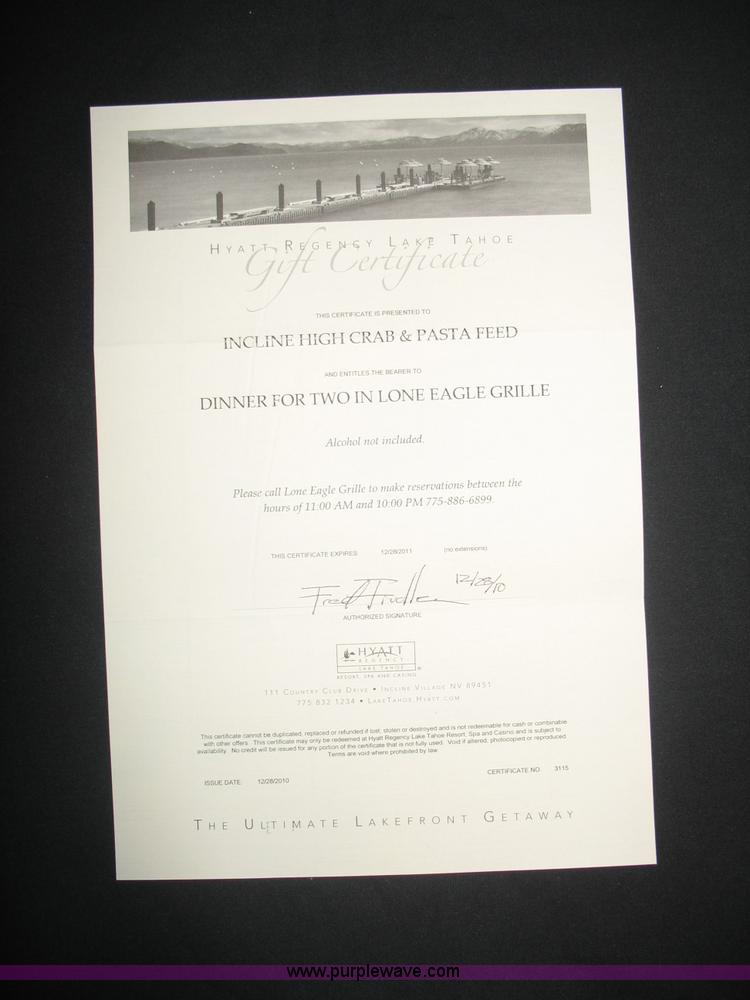 HYATT REGENCY LAKE TAHOE
Gift Certificate
THIS CERTIFICATE IS PRESENTED TO
INCLINE HIGH CRAB & PASTA FEED
AND ENTITLES THE BEARER TO
DINNER FOR TWO IN LONE EAGLE GRILLE
Alcohol not included.
Please call Lone Eagle Grille to make reservations between the
hours of 11:00 AM and 10:00 PM 775-886-6899.
THIS CERTIFICATE EXPIRES 12/28/2011 (no extensions)
12/28/10
AUTHORIZED SIGNATURE
HYATT
REGENCY
LAKE TAHOE
RESORT, SPA AND CASINO
111 COUNTRY CLUB DRIVE • INCLINE VILLAGE NV 89451
775 832 1234 • LAKETAHOE.HYATT.COM
This certificate cannot be duplicated, replaced or refunded if lost, stolen or destroyed and is not redeemable for cash or combinable
with other offers. This certificate may only be redeemed at Hyatt Regency Lake Tahoe Resort, Spa and Casino and is subject to
availability. No credit will be issued for any portion of the certificate that is not fully used. Void if altered, photocopied or reproduced
Terms are void where prohibited by law
ISSUE DATE: 12/28/2010 CERTIFICATE NO. 3115
THE ULTIMATE LAKEFRONT GETAWAY
www.purplewave.com